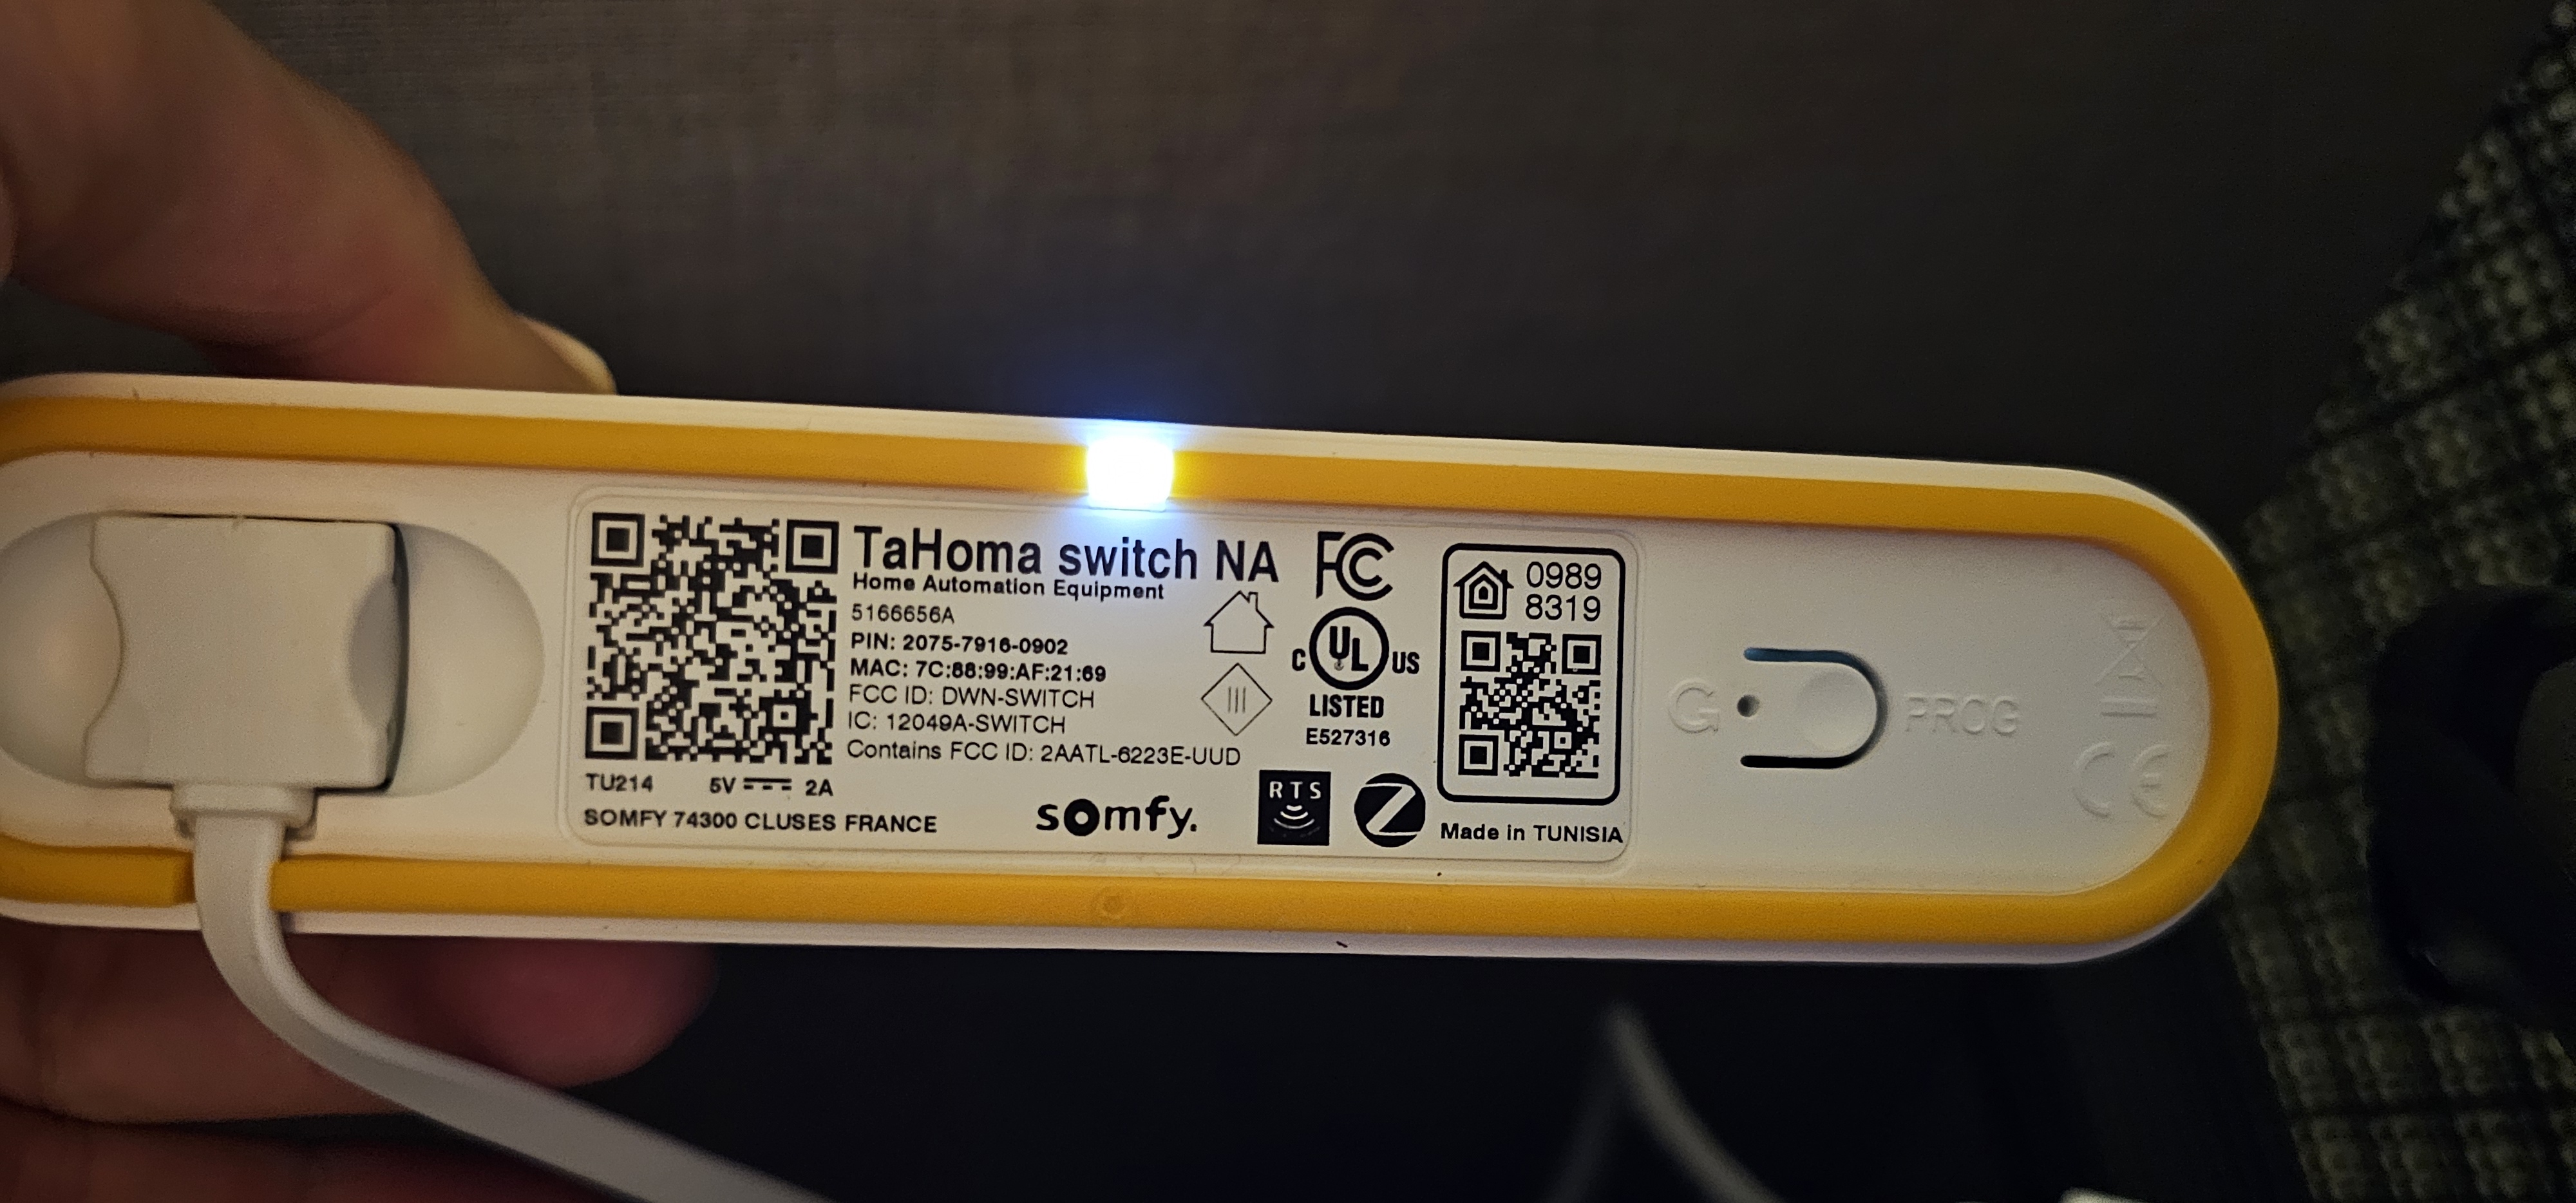 TaHoma switch NA
Home Automation Equipment
5166656A
PIN: 2075-7916-0902
MAC: 7C:88:99:AF:21:69
FCC ID: DWN-SWITCH
IC: 12049A-SWITCH
Contains FCC ID: 2AATL-6223E-UUD
TU214 5V 2A
SOMFY 74300 CLUSES FRANCE
somfy.
FC
C UL US
LISTED
E527316
RTS
Z
0989
8319
Made in TUNISIA
G PROG
CE